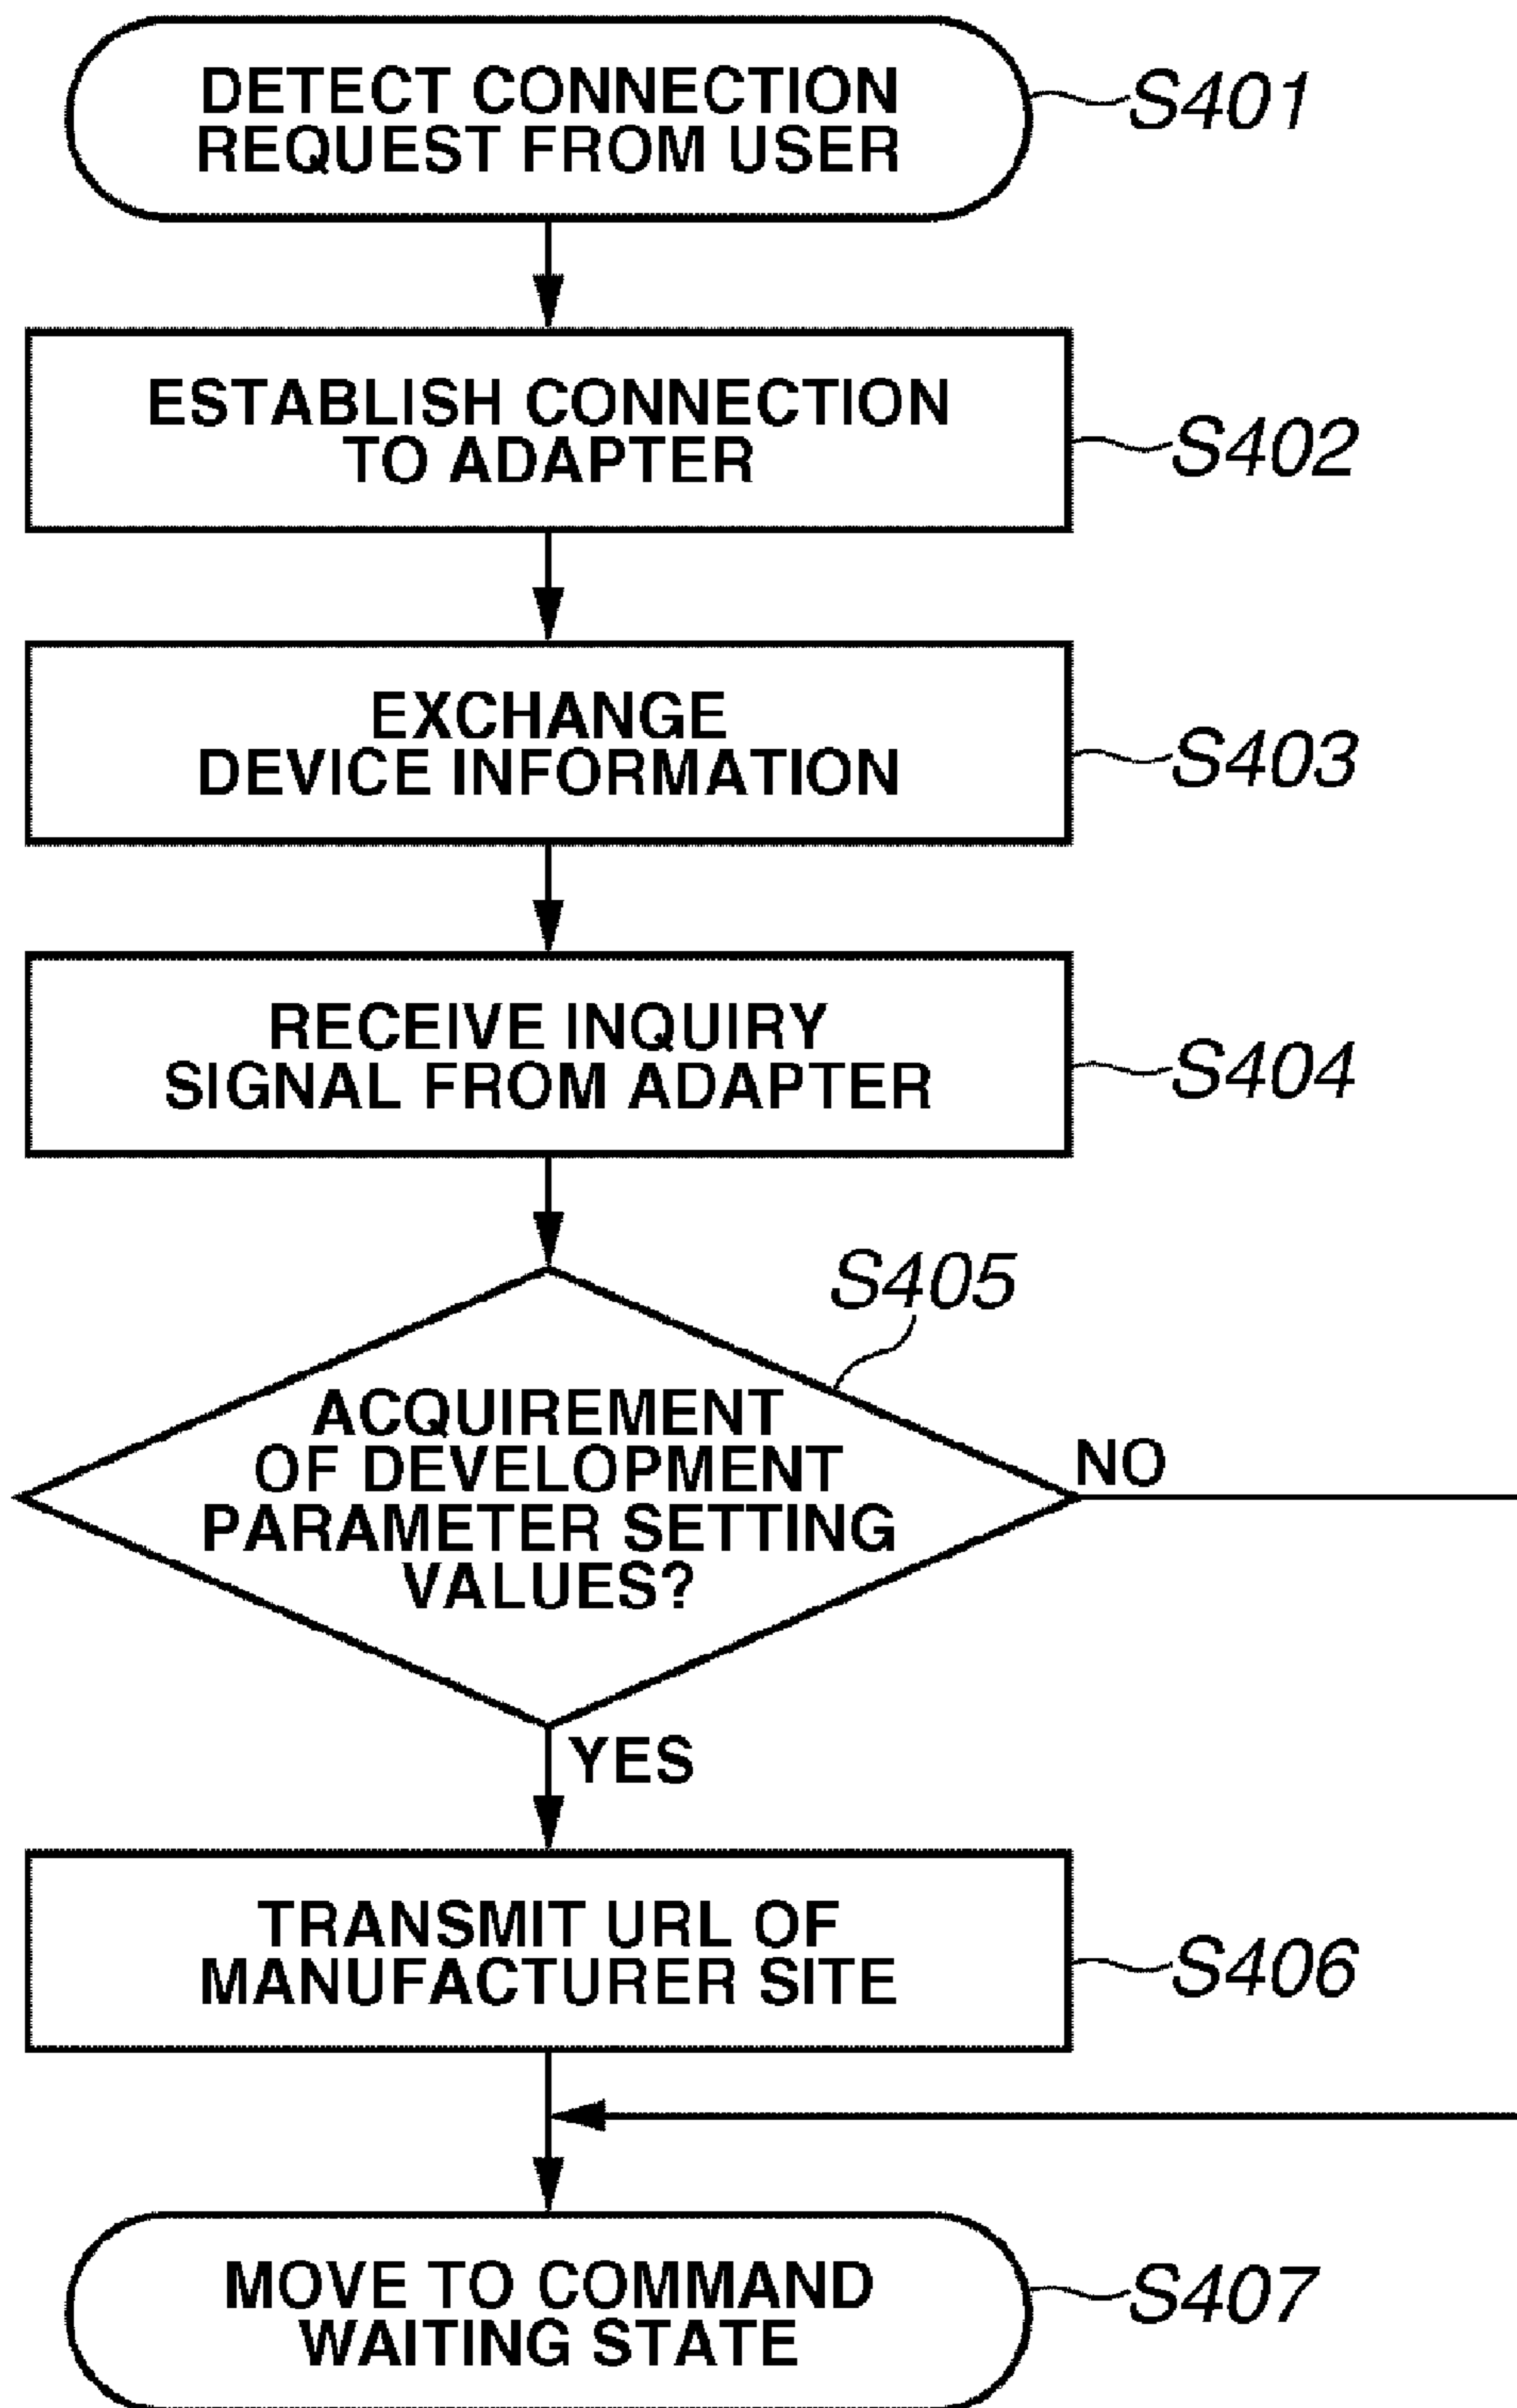 DETECT CONNECTION
REQUEST FROM USER
S401
ESTABLISH CONNECTION
TO ADAPTER
S402
EXCHANGE
DEVICE INFORMATION
S403
RECEIVE INQUIRY
SIGNAL FROM ADAPTER
S404
S405
ACQUIREMENT
OF DEVELOPMENT
PARAMETER SETTING
VALUES?
NO
YES
TRANSMIT URL OF
MANUFACTURER SITE
S406
MOVE TO COMMAND
WAITING STATE
S407